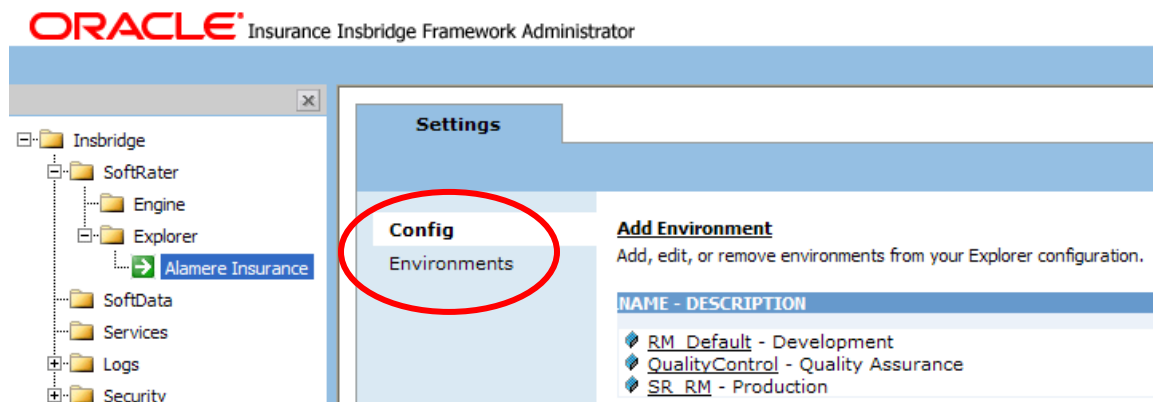 ORACLE Insurance Insbridge Framework Administrator
Insbridge
SoftRater
Engine
Explorer
Alamere Insurance
SoftData
Services
Logs
Security
Settings
Config
Environments
Add Environment
Add, edit, or remove environments from your Explorer configuration.
NAME - DESCRIPTION
RM_Default - Development
QualityControl - Quality Assurance
SR_RM - Production